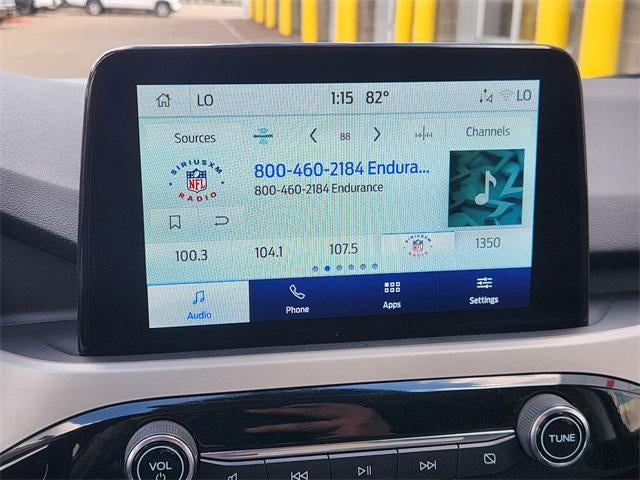 LO
1:15 82°
LO
Sources
88
Channels
SIRIUSXM
NFL
RADIO
800-460-2184 Endura...
800-460-2184 Endurance
100.3
104.1
107.5
1350
Audio
Phone
Apps
Settings
VOL
TUNE